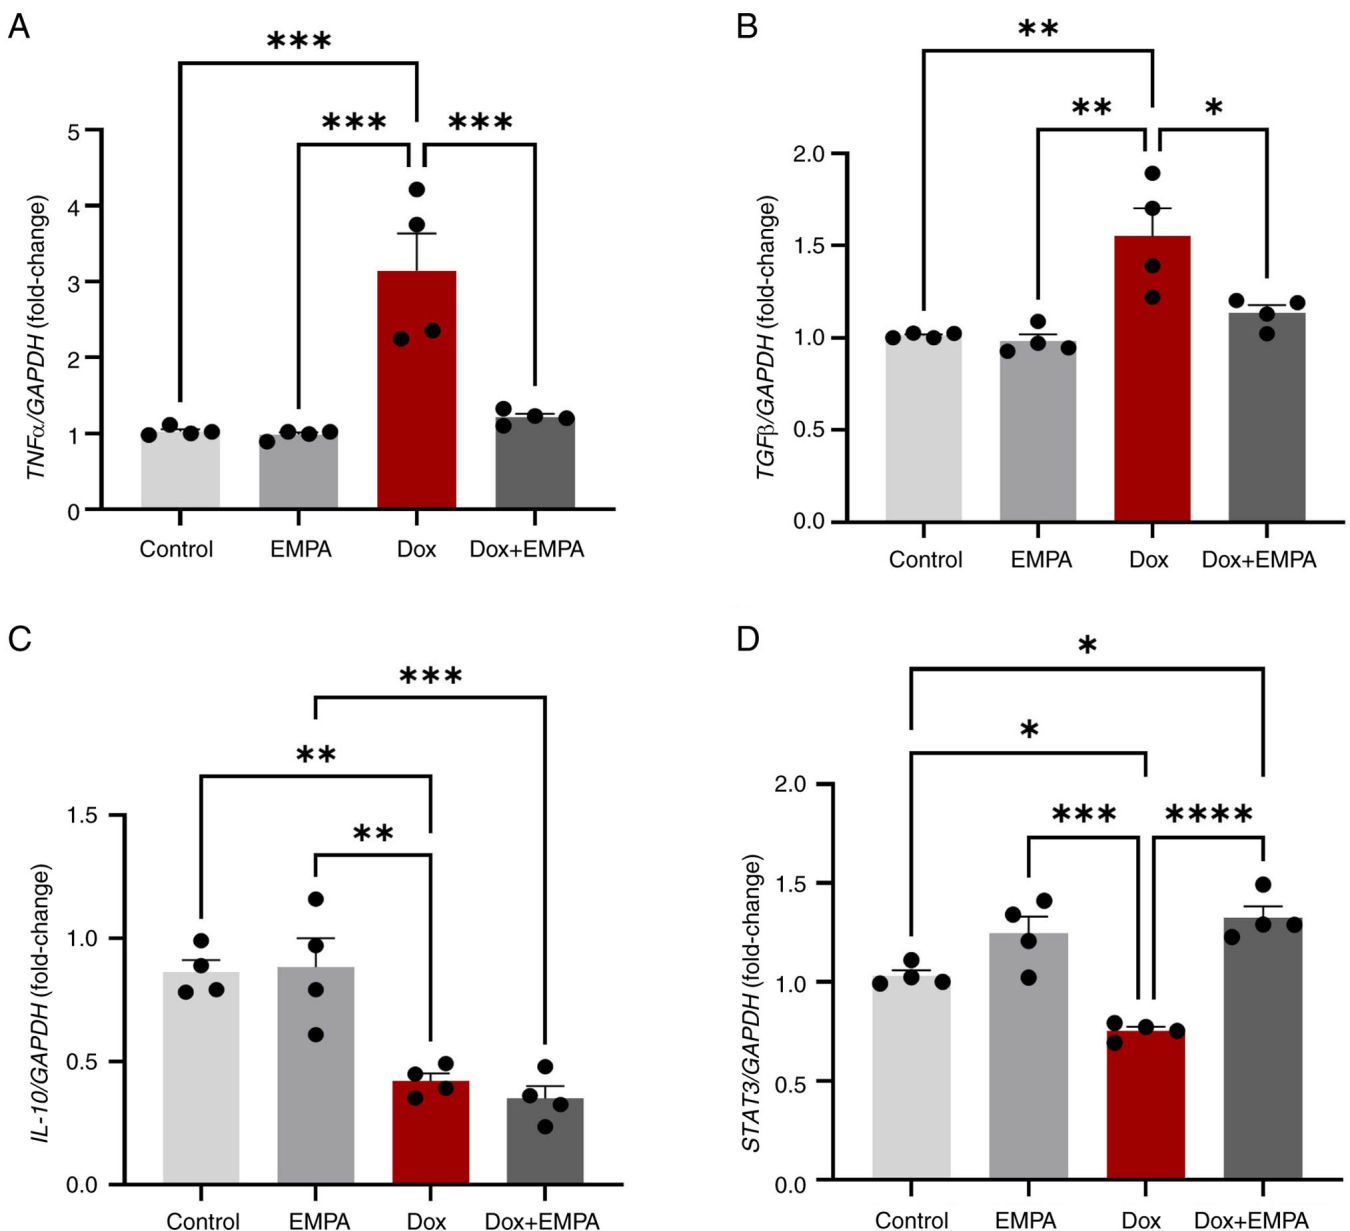 A
***
***
***
5
4
3
2
1
0
TNFα/GAPDH (fold-change)
Control
EMPA
Dox
Dox+EMPA
B
**
**
*
2.0
1.5
1.0
0.5
0.0
TGFβ/GAPDH (fold-change)
Control
EMPA
Dox
Dox+EMPA
C
***
**
**
1.5
1.0
0.5
0.0
IL-10/GAPDH (fold-change)
Control
EMPA
Dox
Dox+EMPA
D
*
*
***
****
2.0
1.5
1.0
0.5
0.0
STAT3/GAPDH (fold-change)
Control
EMPA
Dox
Dox+EMPA